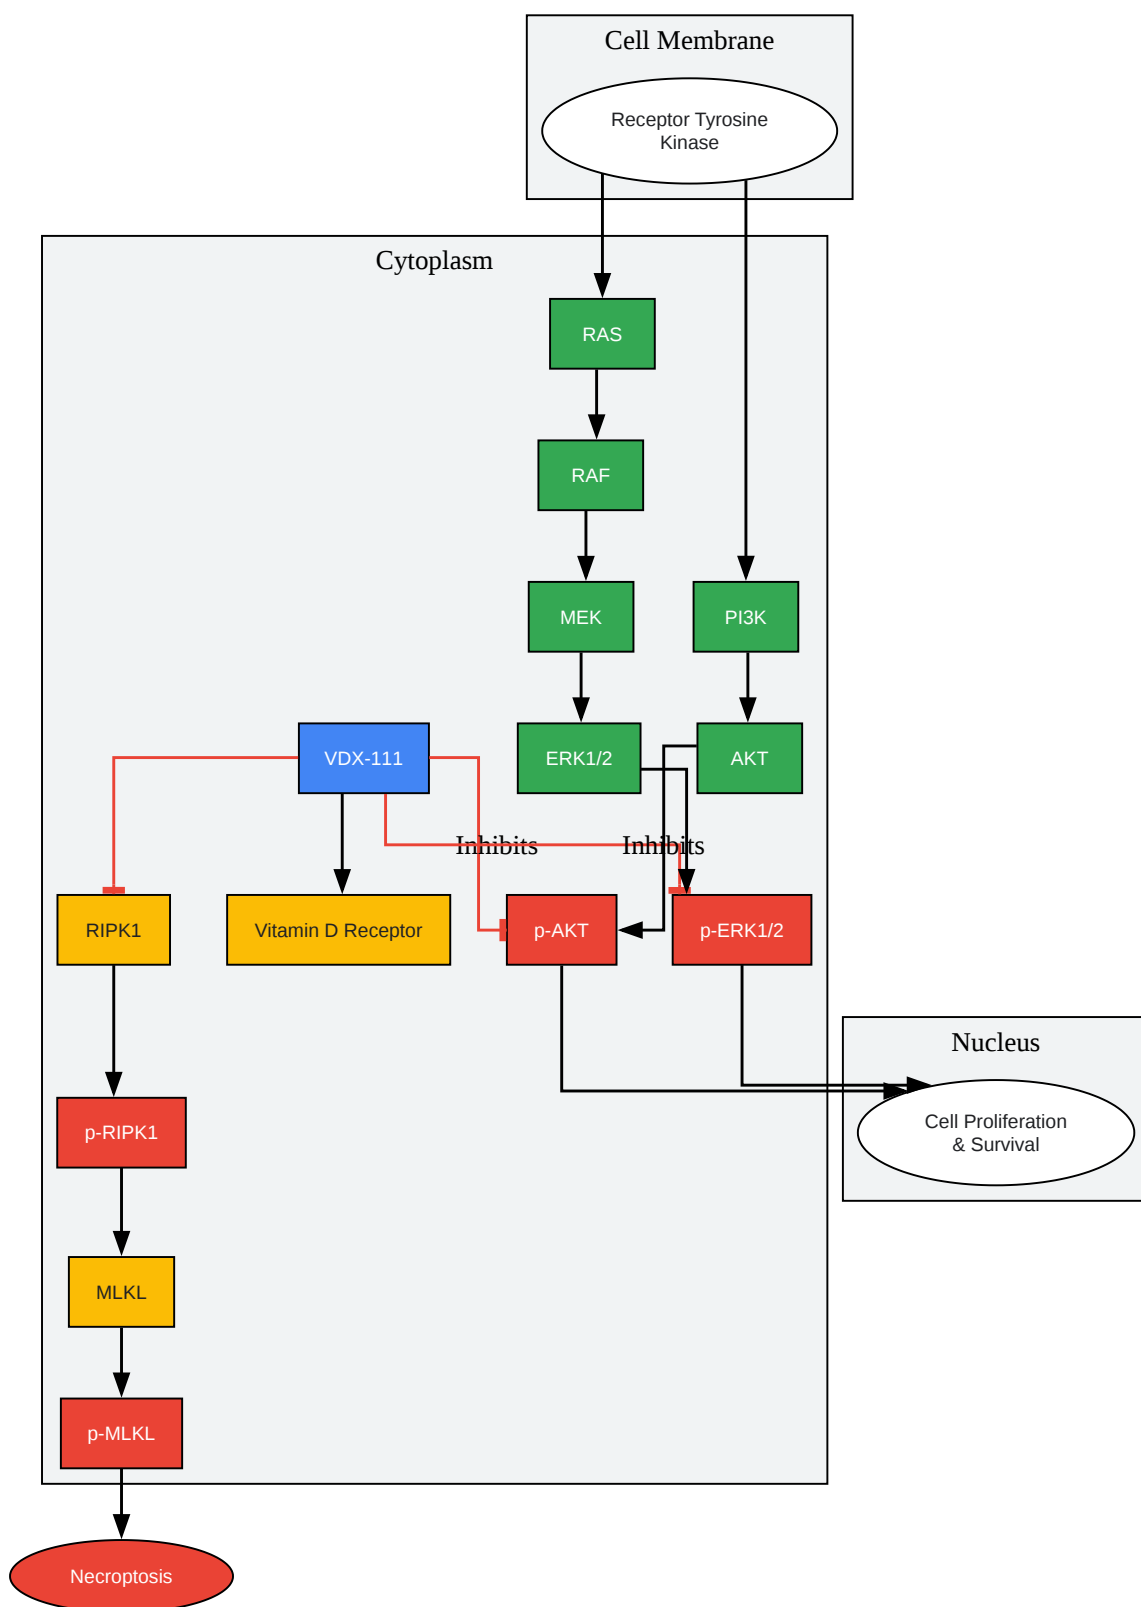 Cell Membrane
Receptor Tyrosine
Kinase
Cytoplasm
RAS
RAF
MEK
PI3K
VDX-111
ERK1/2
AKT
Inhibits
Inhibits
RIPK1
Vitamin D Receptor
p-AKT
p-ERK1/2
Nucleus
Cell Proliferation
& Survival
p-RIPK1
MLKL
p-MLKL
Necroptosis